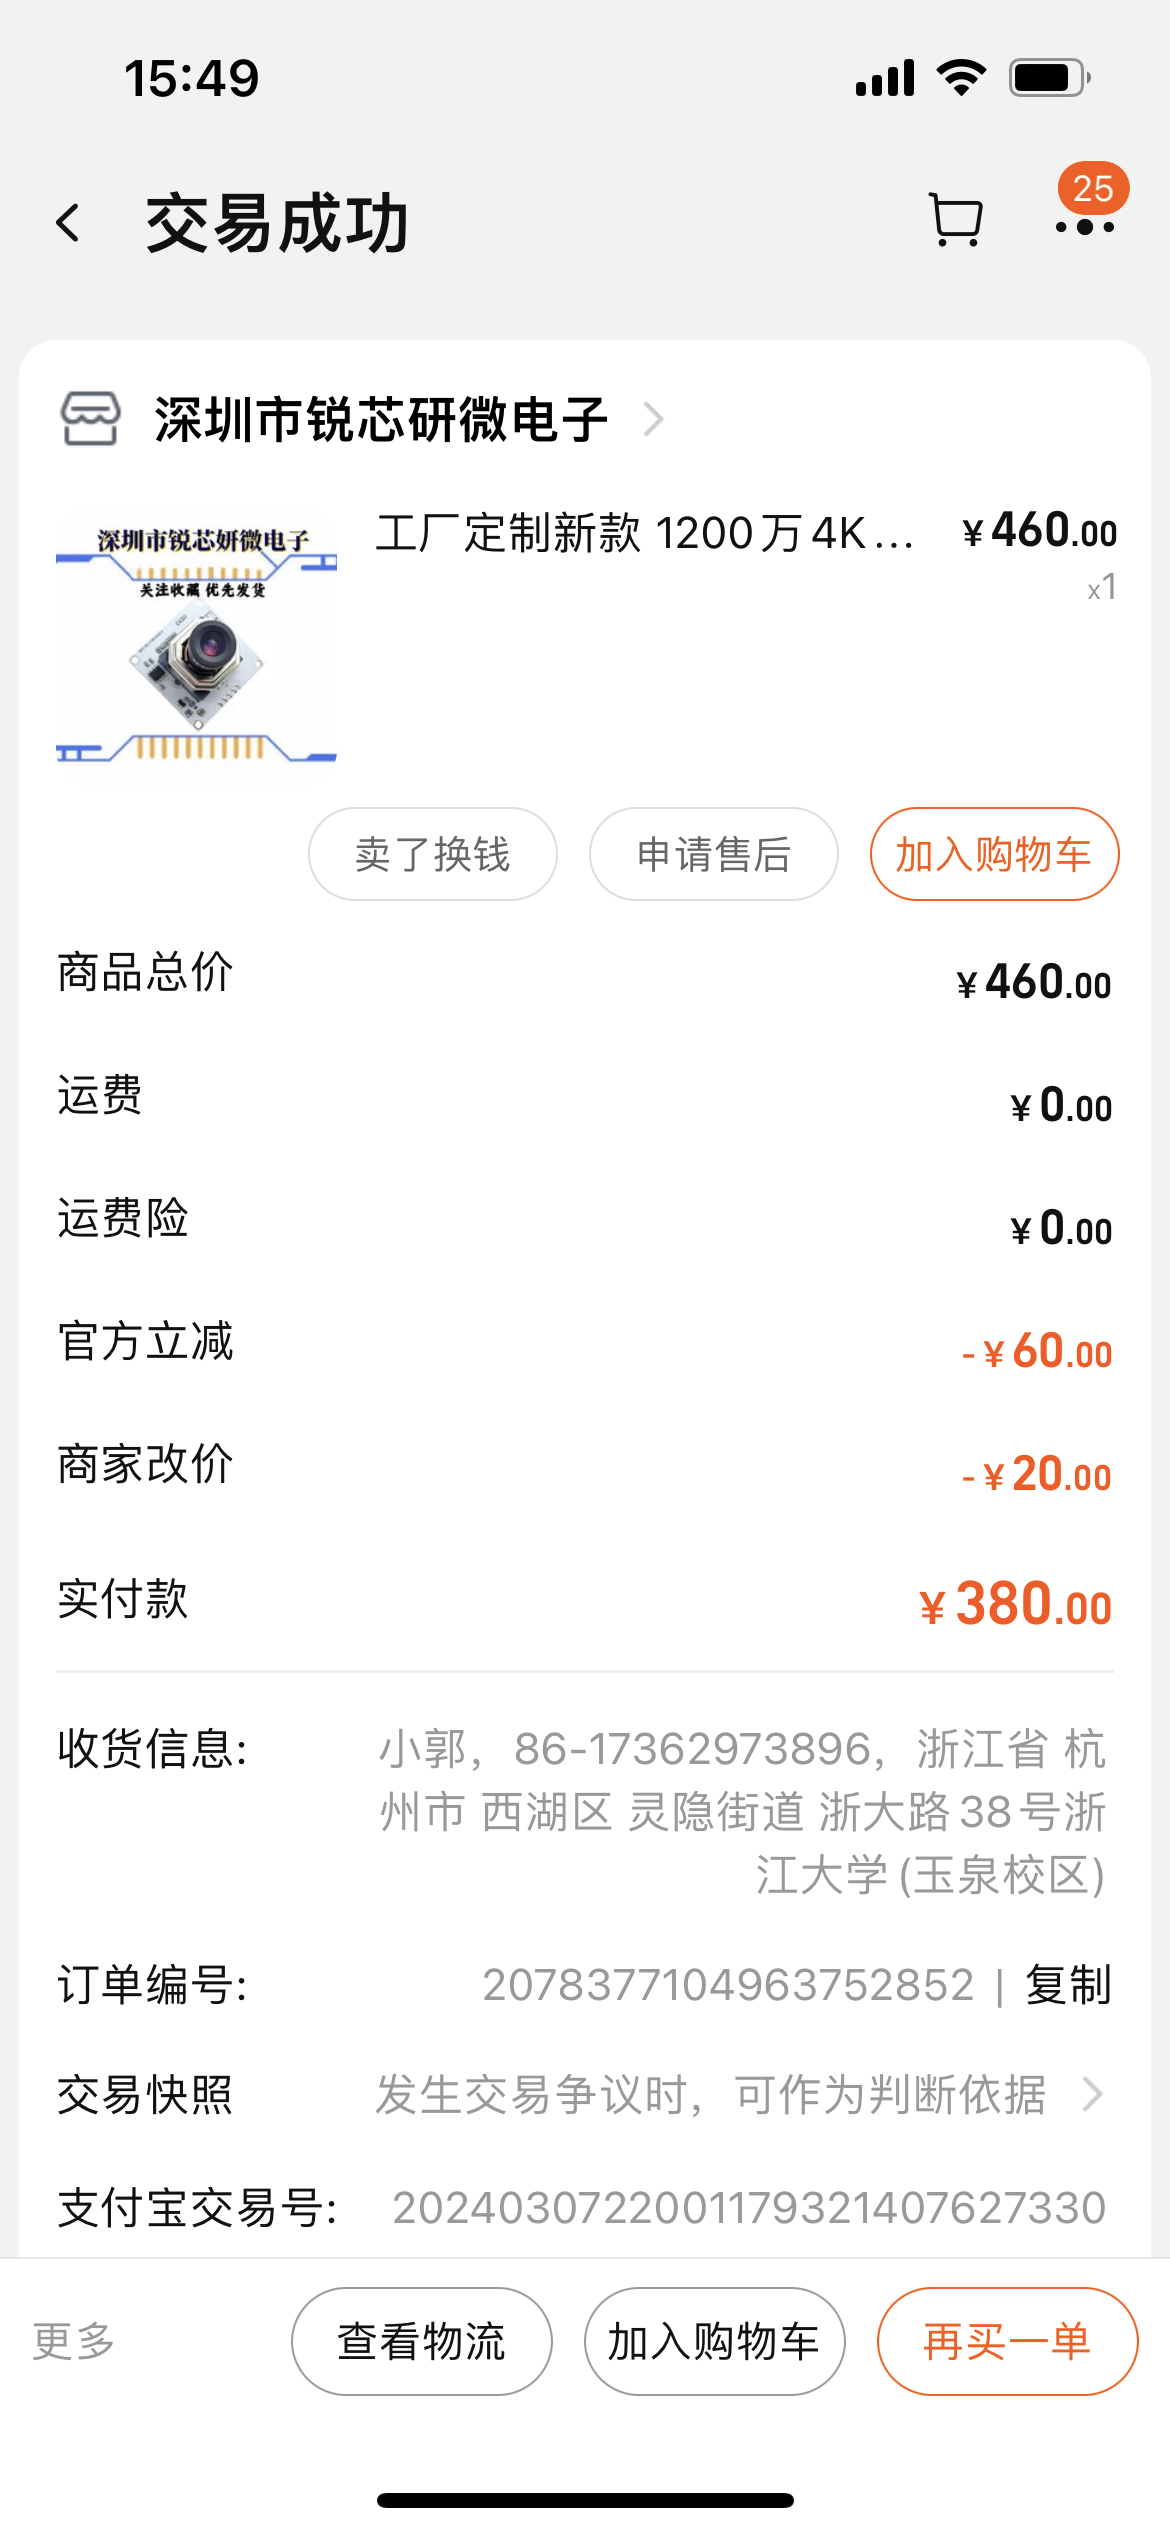 15:49
交易成功
25
深圳市锐芯研微电子
深圳市锐芯妍微电子
关注收藏 优先发货
工厂定制新款 1200万4K...
¥460.00
x1
卖了换钱
申请售后
加入购物车
商品总价 ¥460.00
运费 ¥0.00
运费险 ¥0.00
官方立减 -¥60.00
商家改价 -¥20.00
实付款 ¥380.00
收货信息: 小郭，86-17362973896，浙江省 杭
州市 西湖区 灵隐街道 浙大路38号浙
江大学(玉泉校区)
订单编号: 2078377104963752852 | 复制
交易快照 发生交易争议时，可作为判断依据
支付宝交易号: 2024030722001179321407627330
更多
查看物流
加入购物车
再买一单